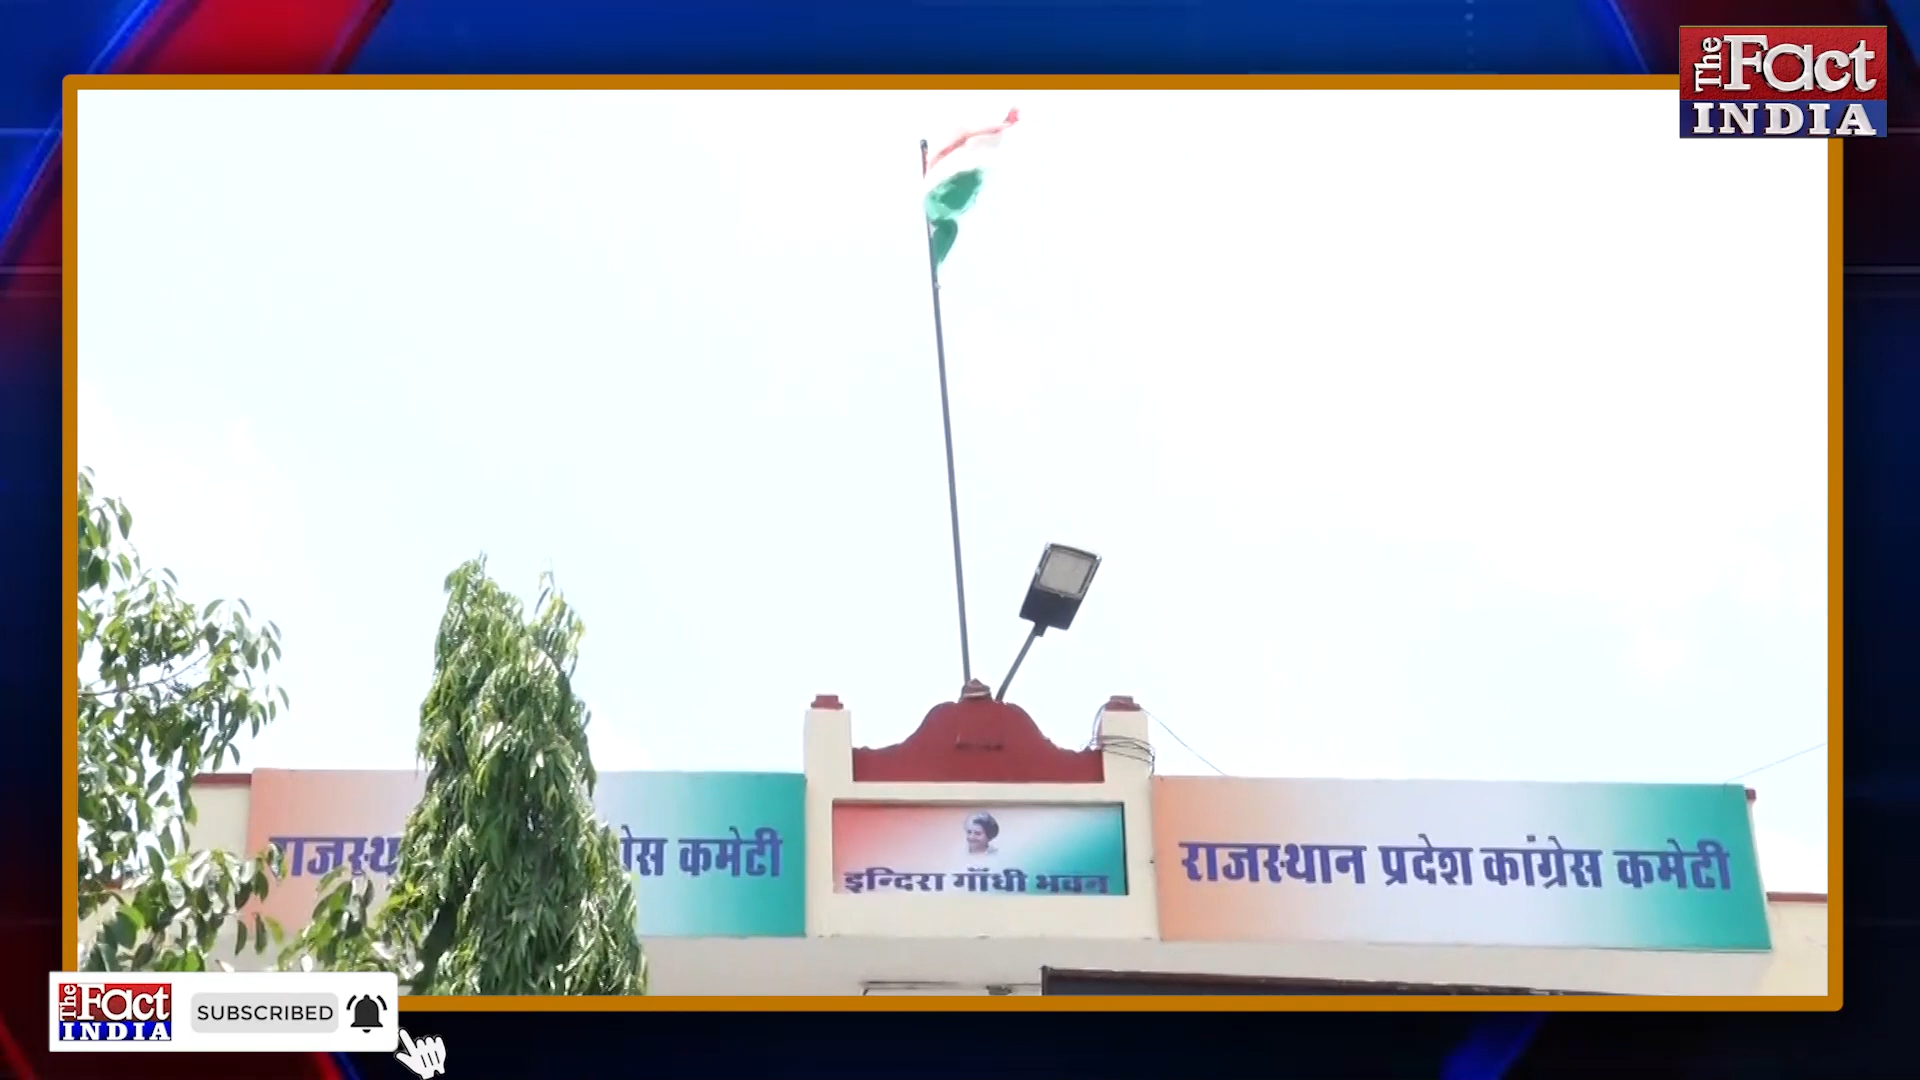 The Fact
INDIA
राजस्थ
ग्रेस कमेटी
इन्दिरा गाँधी भवन
राजस्थान प्रदेश कांग्रेस कमेटी
The Fact
INDIA
SUBSCRIBED